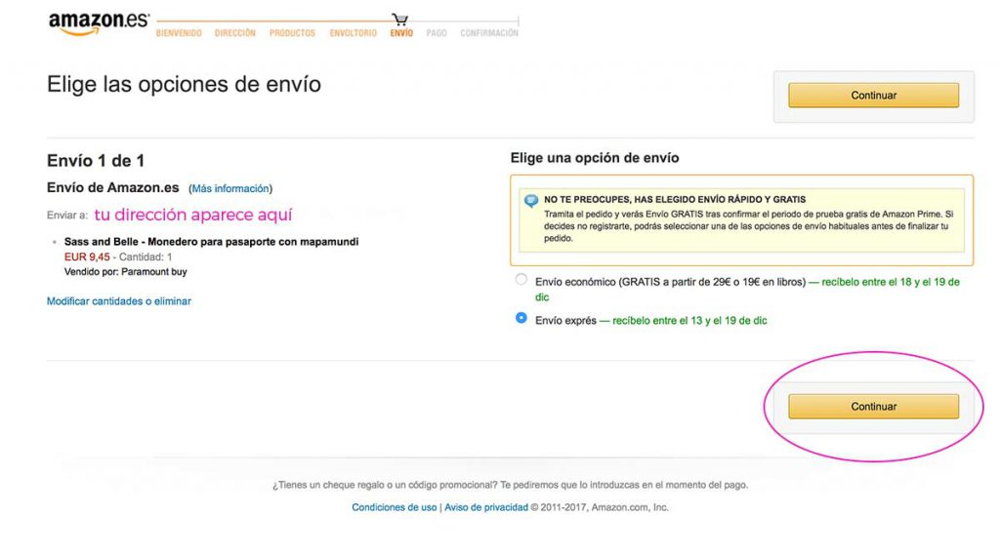 amazon.es
BIENVENIDO DIRECCIÓN PRODUCTOS ENVOLTORIO ENVÍO PAGO CONFIRMACIÓN
Elige las opciones de envío
Continuar
Envío 1 de 1
Envío de Amazon.es (Más información)
Enviar a: tu dirección aparece aquí
Sass and Belle - Monedero para pasaporte con mapamundi
EUR 9,45 - Cantidad: 1
Vendido por: Paramount buy
Modificar cantidades o eliminar
Elige una opción de envío
NO TE PREOCUPES, HAS ELEGIDO ENVÍO RÁPIDO Y GRATIS
Tramita el pedido y verás Envío GRATIS tras confirmar el periodo de prueba gratis de Amazon Prime. Si
decides no registrarte, podrás seleccionar una de las opciones de envío habituales antes de finalizar tu
pedido.
Envío económico (GRATIS a partir de 29€ o 19€ en libros) — recíbelo entre el 18 y el 19 de
dic
Envío exprés — recíbelo entre el 13 y el 19 de dic
Continuar
¿Tienes un cheque regalo o un código promocional? Te pediremos que lo introduzcas en el momento del pago.
Condiciones de uso | Aviso de privacidad © 2011-2017, Amazon.com, Inc.